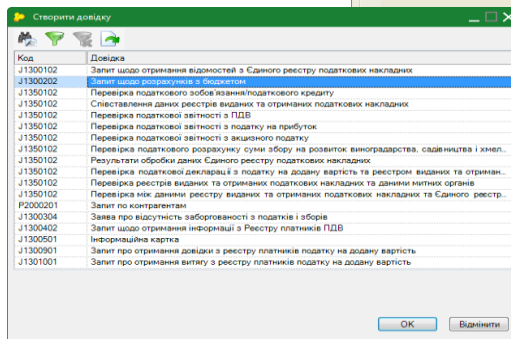 Створити довідку
Код Довідка
J1300102 Запит щодо отримання відомостей з Єдиного реєстру податкових накладних
J1300202 Запит щодо розрахунків з бюджетом
J1350102 Перевірка податкового зобов'язання/податкового кредиту
J1350102 Співставлення даних реєстрів виданих та отриманих податкових накладних
J1350102 Перевірка податкової звітності з ПДВ
J1350102 Перевірка податкової звітності з податку на прибуток
J1350102 Перевірка податкової звітності з акцизного податку
J1350102 Перевірка податкового розрахунку суми збору на розвиток виноградарства, садівництва і хмел...
J1350102 Результати обробки даних Єдиного реєстру податкових накладних
J1350102 Перевірка податкової декларації з податку на додану вартість та реєстром виданих та отриман...
J1350102 Перевірка реєстрів виданих та отриманих податкових накладних та даними митних органів
J1350102 Перевірка між даними реєстру виданих та отриманих податкових накладних та Єдиного реєстр...
P2000201 Запит по контрагентам
J1300304 Заява про відсутність заборгованості з податків і зборів
J1300402 Запит щодо отримання інформації з Реєстру платників ПДВ
J1300501 Інформаційна картка
J1300901 Запит про отримання довідки з реєстру платників податку на додану вартість
J1301001 Запит про отримання витягу з реєстру платників податку на додану вартість
OK Відмінити